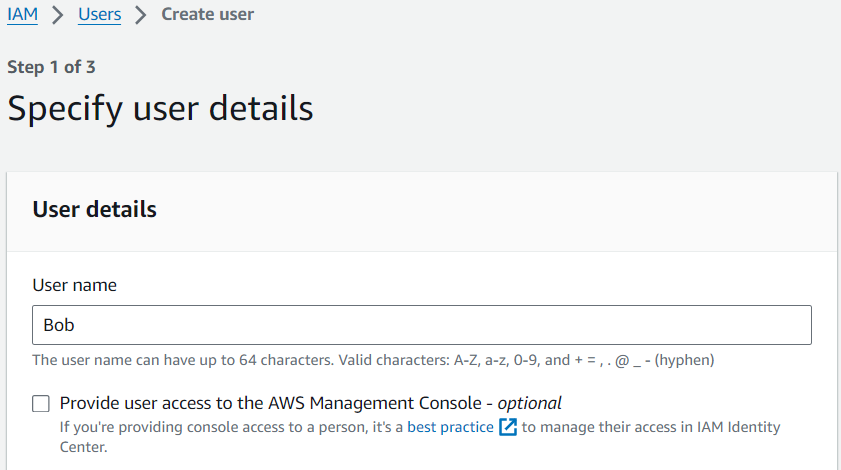 IAM > Users > Create user
Step 1 of 3
Specify user details
User details
User name
Bob
The user name can have up to 64 characters. Valid characters: A-Z, a-z, 0-9, and + = , . @ _ - (hyphen)
Provide user access to the AWS Management Console - optional
If you're providing console access to a person, it's a best practice to manage their access in IAM Identity
Center.